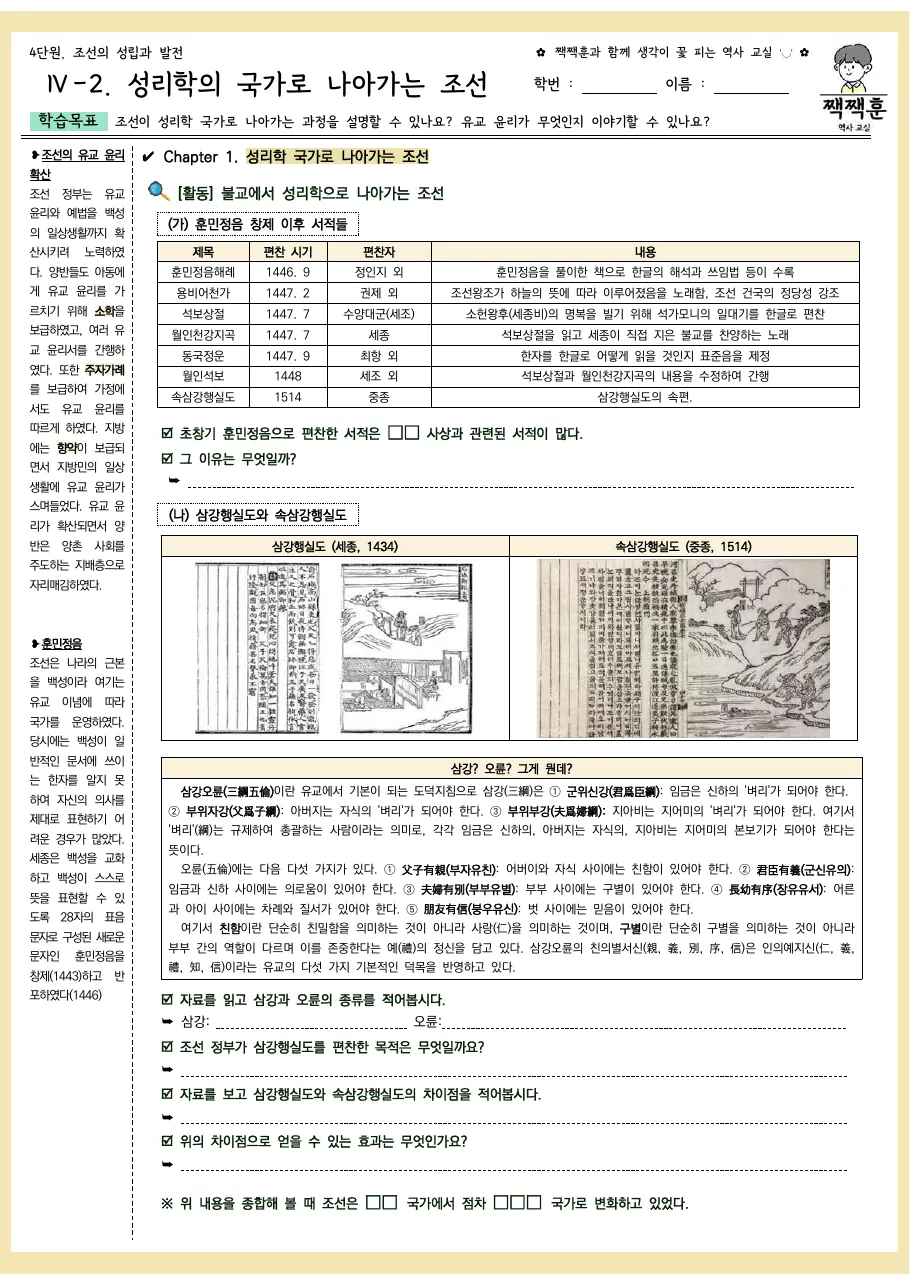 4단원. 조선의 성립과 발전
✿ 짹짹훈과 함께 생각이 꽃 피는 역사 교실 ◡̈ ✿
Ⅳ-2. 성리학의 국가로 나아가는 조선
학번 : 이름 :
짹짹훈
역사 교실
학습목표 조선이 성리학 국가로 나아가는 과정을 설명할 수 있나요? 유교 윤리가 무엇인지 이야기할 수 있나요?
❥조선의 유교 윤리
확산
조선 정부는 유교
윤리와 예법을 백성
의 일상생활까지 확
산시키려 노력하였
다. 양반들도 아동에
게 유교 윤리를 가
르치기 위해 소학을
보급하였고, 여러 유
교 윤리서를 간행하
였다. 또한 주자가례
를 보급하여 가정에
서도 유교 윤리를
따르게 하였다. 지방
에는 향약이 보급되
면서 지방민의 일상
생활에 유교 윤리가
스며들었다. 유교 윤
리가 확산되면서 양
반은 양촌 사회를
주도하는 지배층으로
자리매김하였다.
❥훈민정음
조선은 나라의 근본
을 백성이라 여기는
유교 이념에 따라
국가를 운영하였다.
당시에는 백성이 일
반적인 문서에 쓰이
는 한자를 알지 못
하여 자신의 의사를
제대로 표현하기 어
려운 경우가 많았다.
세종은 백성을 교화
하고 백성이 스스로
뜻을 표현할 수 있
도록 28자의 표음
문자로 구성된 새로운
문자인 훈민정음을
창제(1443)하고 반
포하였다(1446)
✔ Chapter 1. 성리학 국가로 나아가는 조선
[활동] 불교에서 성리학으로 나아가는 조선
(가) 훈민정음 창제 이후 서적들
제목 편찬 시기 편찬자 내용
훈민정음해례 1446. 9 정인지 외 훈민정음을 풀이한 책으로 한글의 해석과 쓰임법 등이 수록
용비어천가 1447. 2 권제 외 조선왕조가 하늘의 뜻에 따라 이루어졌음을 노래함, 조선 건국의 정당성 강조
석보상절 1447. 7 수양대군(세조) 소헌왕후(세종비)의 명복을 빌기 위해 석가모니의 일대기를 한글로 편찬
월인천강지곡 1447. 7 세종 석보상절을 읽고 세종이 직접 지은 불교를 찬양하는 노래
동국정운 1447. 9 최항 외 한자를 한글로 어떻게 읽을 것인지 표준음을 제정
월인석보 1448 세조 외 석보상절과 월인천강지곡의 내용을 수정하여 간행
속삼강행실도 1514 중종 삼강행실도의 속편.
☑ 초창기 훈민정음으로 편찬한 서적은 □□ 사상과 관련된 서적이 많다.
☑ 그 이유는 무엇일까?
➥
(나) 삼강행실도와 속삼강행실도
삼강행실도 (세종, 1434) 속삼강행실도 (중종, 1514)
삼강? 오륜? 그게 뭔데?
삼강오륜(三綱五倫)이란 유교에서 기본이 되는 도덕지침으로 삼강(三綱)은 ① 군위신강(君爲臣綱): 임금은 신하의 '벼리'가 되어야 한다.
② 부위자강(父爲子綱): 아버지는 자식의 '벼리'가 되어야 한다. ③ 부위부강(夫爲婦綱): 지아비는 지어미의 '벼리'가 되어야 한다. 여기서
'벼리'(綱)는 규제하여 총괄하는 사람이라는 의미로, 각각 임금은 신하의, 아버지는 자식의, 지아비는 지어미의 본보기가 되어야 한다는
뜻이다.
오륜(五倫)에는 다음 다섯 가지가 있다. ① 父子有親(부자유친): 어버이와 자식 사이에는 친함이 있어야 한다. ② 君臣有義(군신유의):
임금과 신하 사이에는 의로움이 있어야 한다. ③ 夫婦有別(부부유별): 부부 사이에는 구별이 있어야 한다. ④ 長幼有序(장유유서): 어른
과 아이 사이에는 차례와 질서가 있어야 한다. ⑤ 朋友有信(붕우유신): 벗 사이에는 믿음이 있어야 한다.
여기서 친함이란 단순히 친밀함을 의미하는 것이 아니라 사랑(仁)을 의미하는 것이며, 구별이란 단순히 구별을 의미하는 것이 아니라
부부 간의 역할이 다르며 이를 존중한다는 예(禮)의 정신을 담고 있다. 삼강오륜의 친의별서신(親, 義, 別, 序, 信)은 인의예지신(仁, 義,
禮, 知, 信)이라는 유교의 다섯 가지 기본적인 덕목을 반영하고 있다.
☑ 자료를 읽고 삼강과 오륜의 종류를 적어봅시다.
➥ 삼강: 오륜:
☑ 조선 정부가 삼강행실도를 편찬한 목적은 무엇일까요?
➥
☑ 자료를 보고 삼강행실도와 속삼강행실도의 차이점을 적어봅시다.
➥
☑ 위의 차이점으로 얻을 수 있는 효과는 무엇인가요?
➥
※ 위 내용을 종합해 볼 때 조선은 □□ 국가에서 점차 □□□ 국가로 변화하고 있었다.